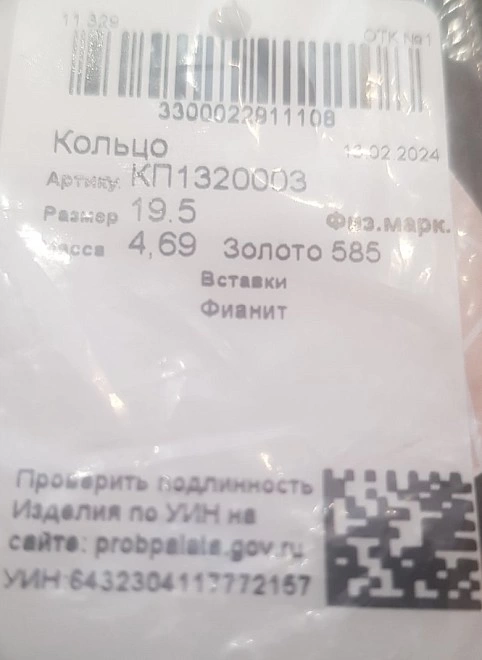 11 329
ОТК №1
3300022911108
Кольцо
13.02 2024
Артикул КП1320003
Размер 19.5
Физ.марк.
Масса 4,69 Золото 585
Вставки
Фианит
Проверить подлинность
Изделия по УИН на
сайте: probpalata.gov.ru
УИН:6432304117772157